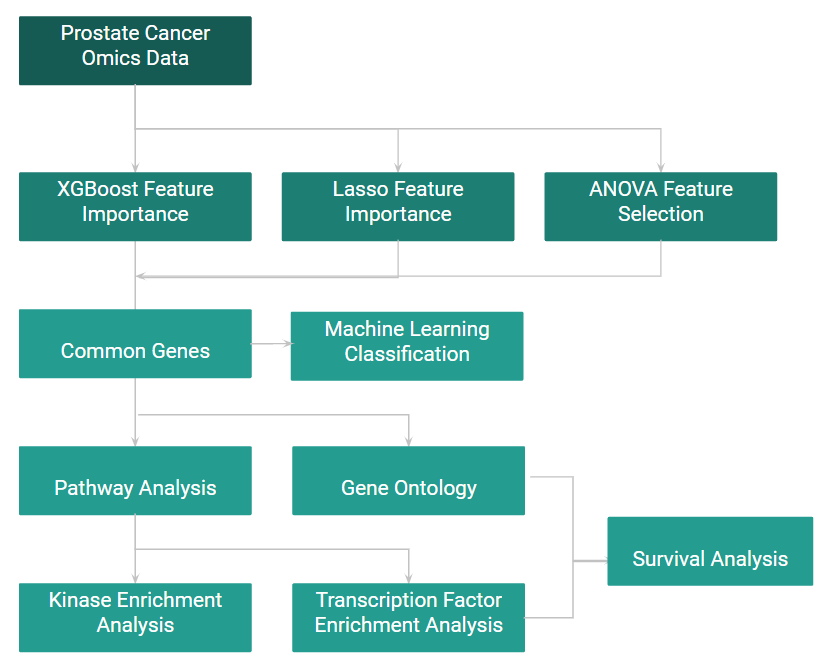 Prostate Cancer
Omics Data
XGBoost Feature
Importance
Lasso Feature
Importance
ANOVA Feature
Selection
Common Genes
Machine Learning
Classification
Pathway Analysis
Gene Ontology
Survival Analysis
Kinase Enrichment
Analysis
Transcription Factor
Enrichment Analysis